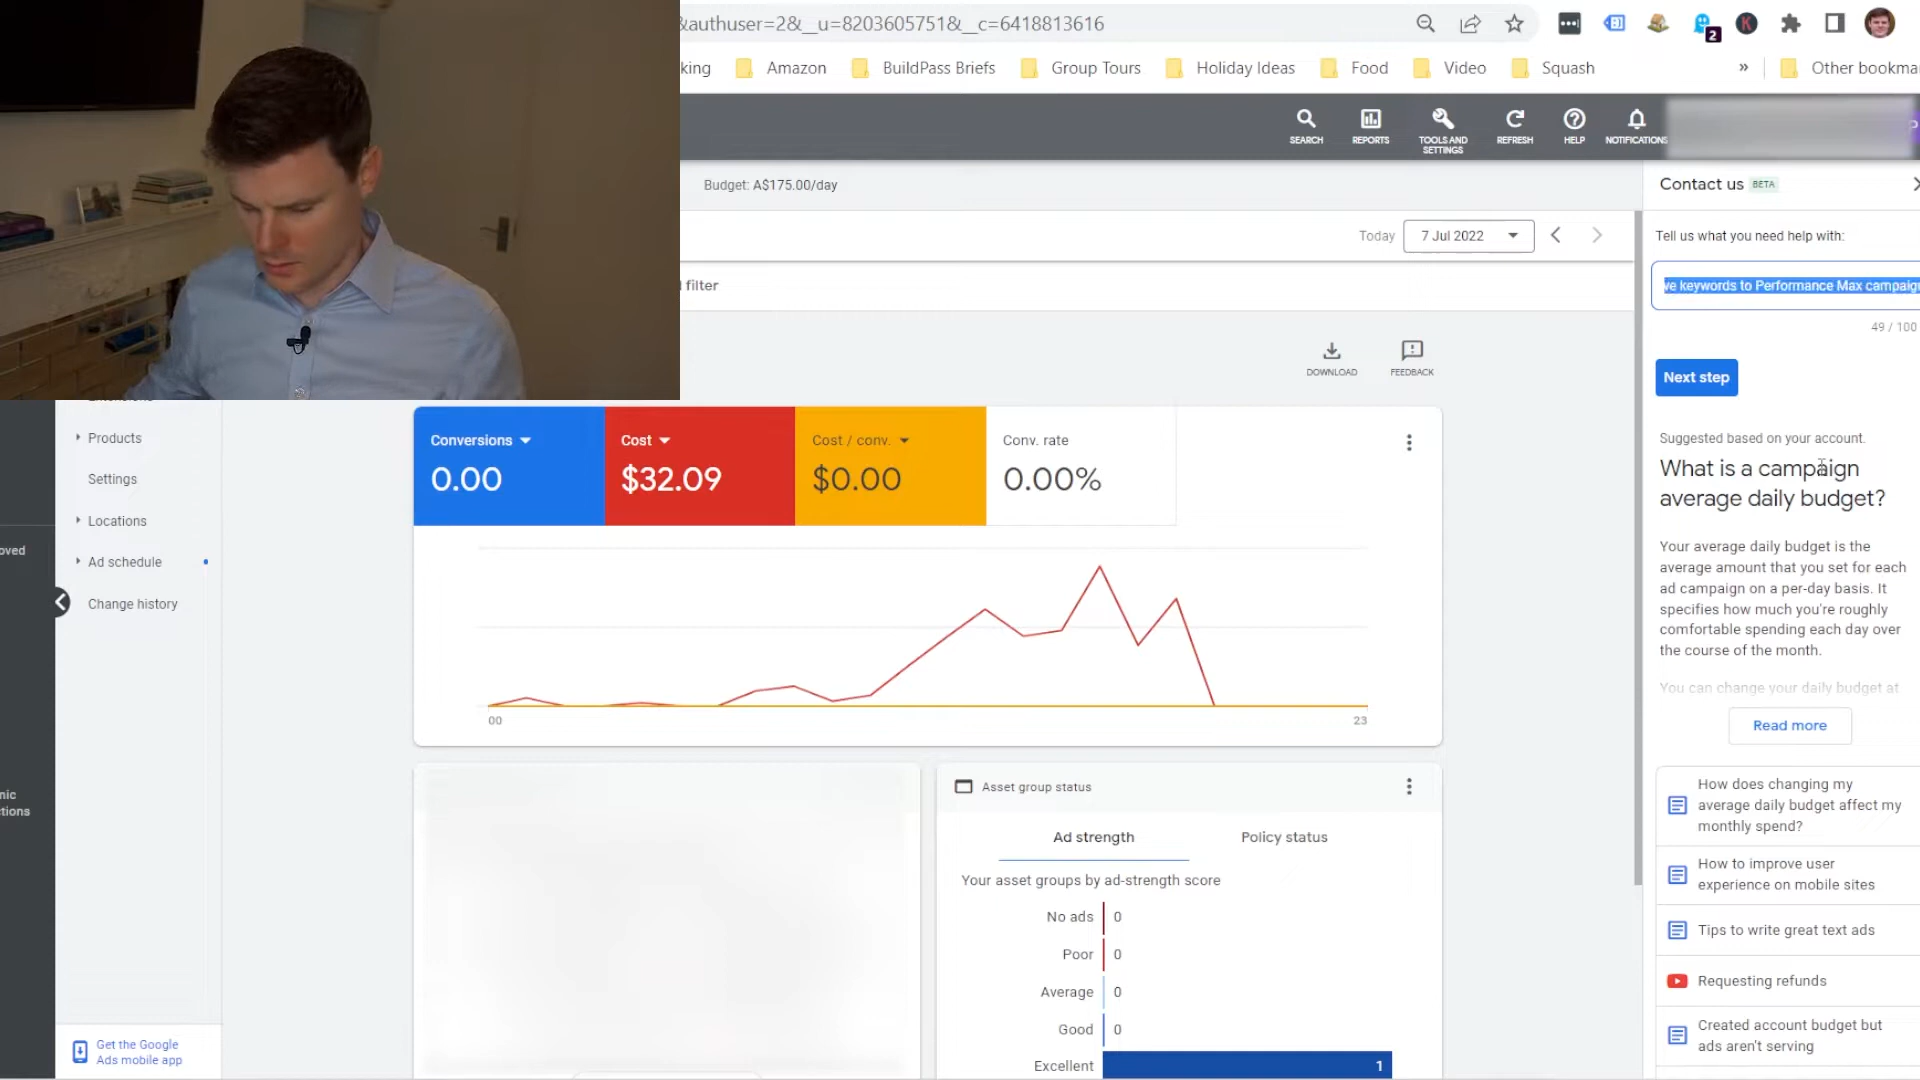 &authuser=2&__u=8203605751&__c=6418813616
2
king
Amazon
BuildPass Briefs
Group Tours
Holiday Ideas
Food
Video
Squash
»
Other bookma
SEARCH
REPORTS
TOOLS AND
SETTINGS
REFRESH
HELP
NOTIFICATIONS
Budget: A$175.00/day
Contact us BETA
Today
7 Jul 2022
Tell us what you need help with:
filter
ve keywords to Performance Max campaign
49 / 100
DOWNLOAD
FEEDBACK
Next step
Products
Settings
Locations
Ad schedule
Change history
oved
nic
ctions
Get the Google
Ads mobile app
Conversions
0.00
Cost
$32.09
Cost / conv.
$0.00
Conv. rate
0.00%
00
23
Asset group status
Ad strength
Policy status
Your asset groups by ad-strength score
No ads 0
Poor 0
Average 0
Good 0
Excellent 1
Suggested based on your account.
What is a campaign
average daily budget?
Your average daily budget is the
average amount that you set for each
ad campaign on a per-day basis. It
specifies how much you're roughly
comfortable spending each day over
the course of the month.
You can change your daily budget at
Read more
How does changing my
average daily budget affect my
monthly spend?
How to improve user
experience on mobile sites
Tips to write great text ads
Requesting refunds
Created account budget but
ads aren't serving